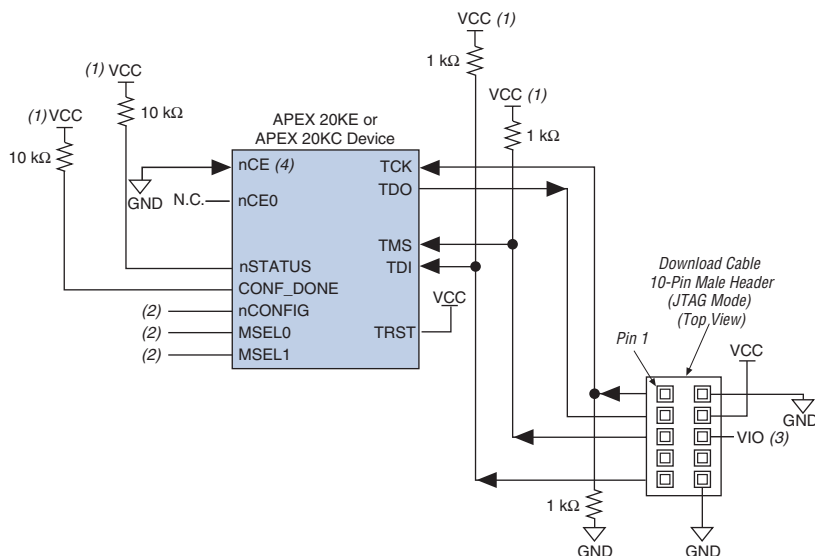 VCC (1)
1 kΩ
VCC (1)
1 kΩ
(1) VCC
10 kΩ
(1) VCC
10 kΩ
APEX 20KE or
APEX 20KC Device
nCE (4)
GND
N.C.
nCE0
nSTATUS
CONF_DONE
(2)
nCONFIG
(2)
MSEL0
(2)
MSEL1
TCK
TDO
TMS
TDI
TRST
VCC
Download Cable
10-Pin Male Header
(JTAG Mode)
(Top View)
Pin 1
VCC
GND
VIO (3)
1 kΩ
GND
GND